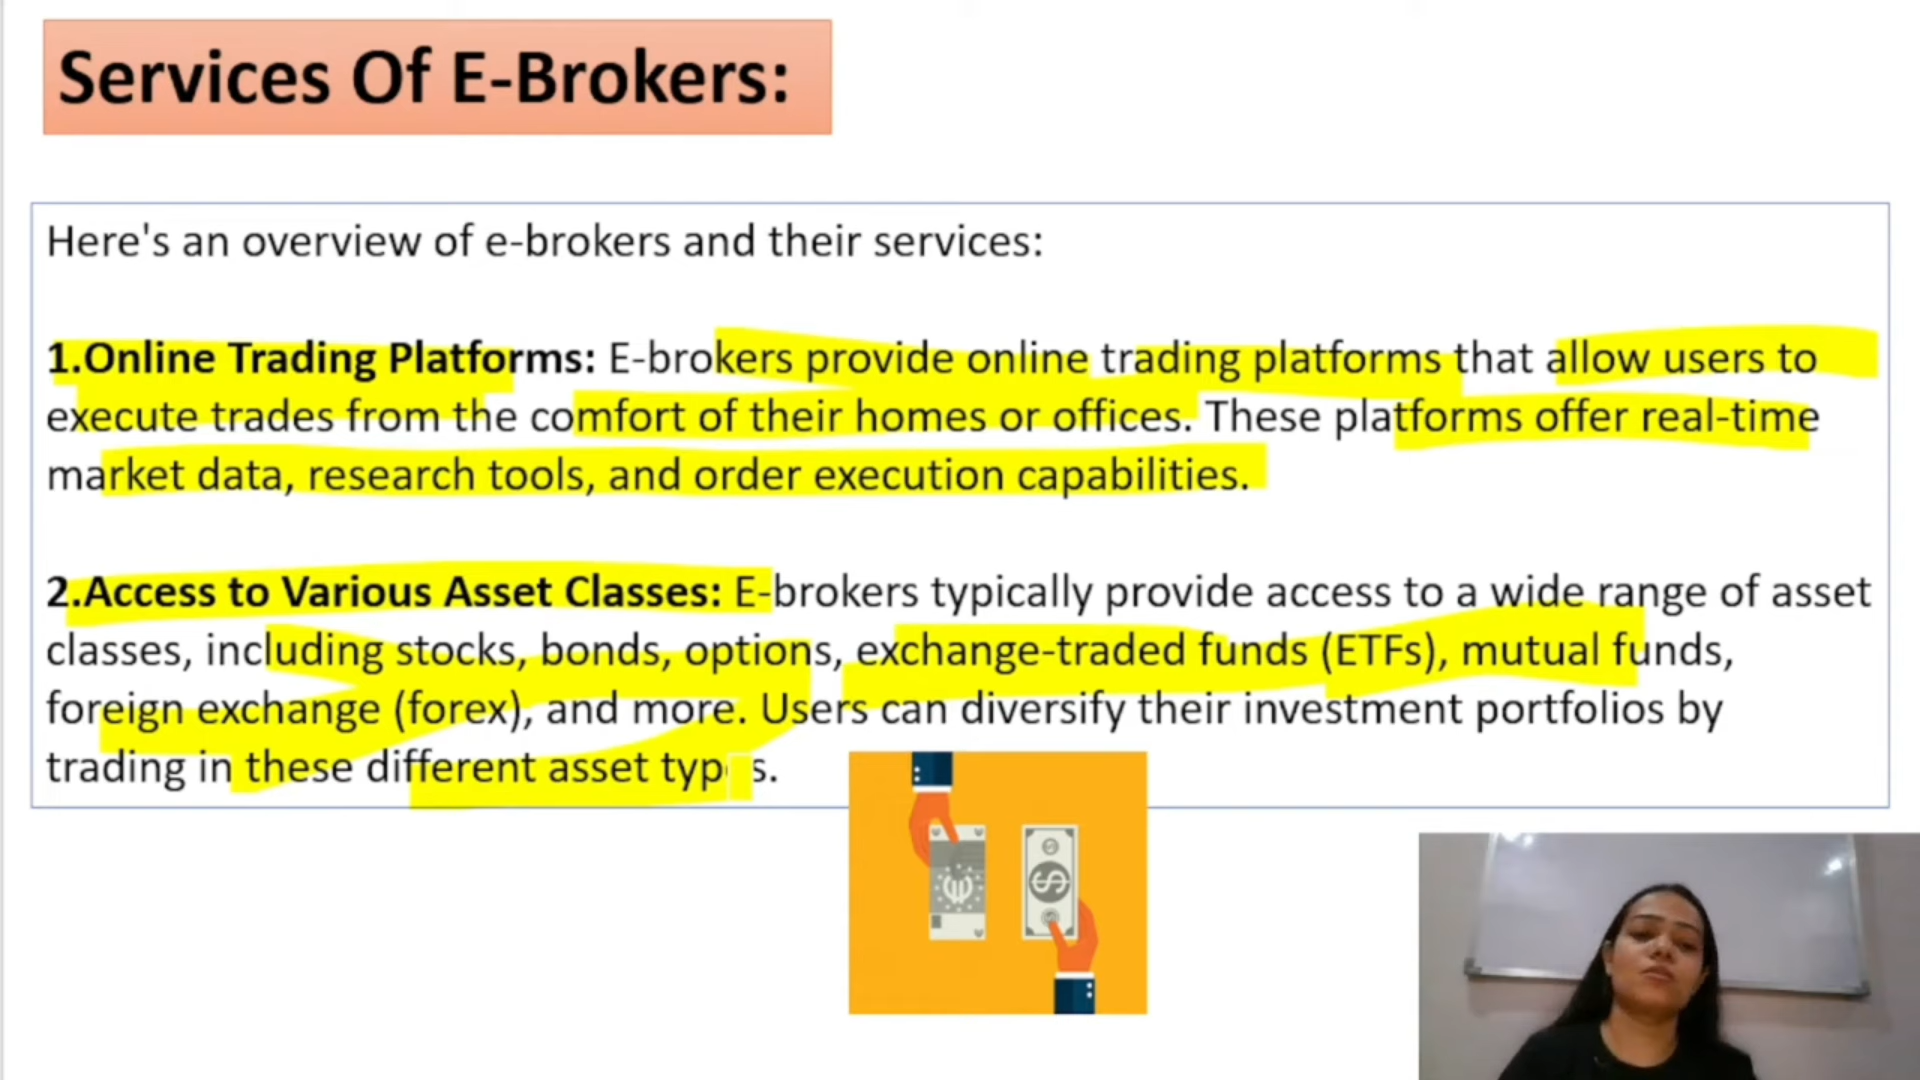 Services Of E-Brokers:
Here's an overview of e-brokers and their services:
1.Online Trading Platforms: E-brokers provide online trading platforms that allow users to
execute trades from the comfort of their homes or offices. These platforms offer real-time
market data, research tools, and order execution capabilities.
2.Access to Various Asset Classes: E-brokers typically provide access to a wide range of asset
classes, including stocks, bonds, options, exchange-traded funds (ETFs), mutual funds,
foreign exchange (forex), and more. Users can diversify their investment portfolios by
trading in these different asset types.